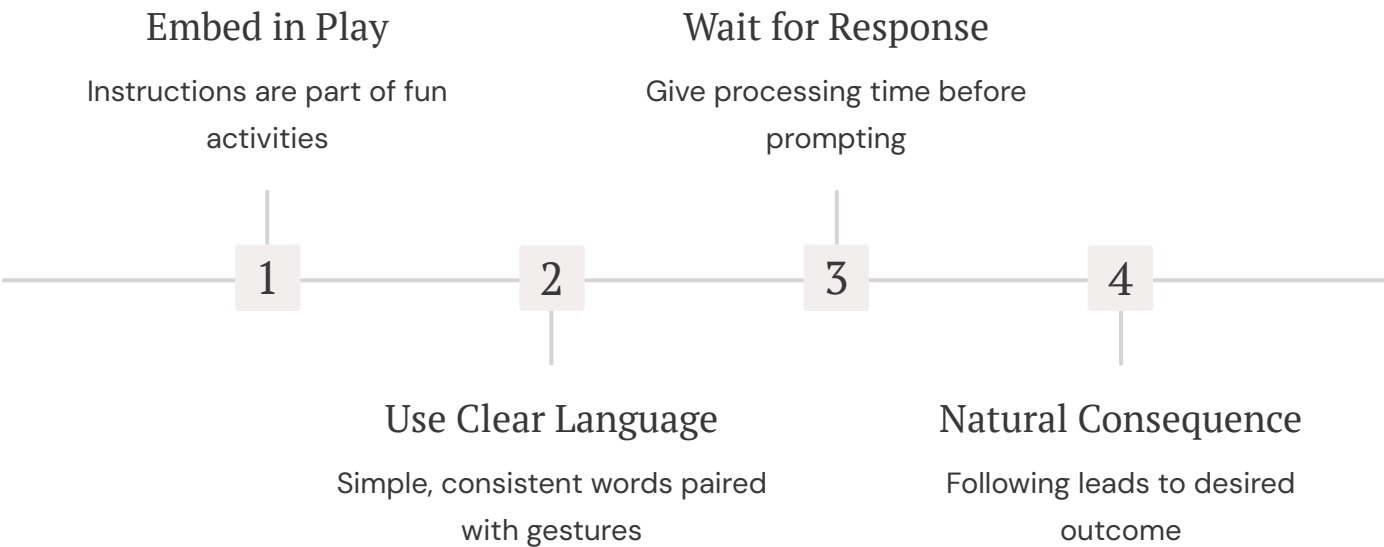 Embed in Play
Instructions are part of fun
activities
1
Use Clear Language
Simple, consistent words paired
with gestures
2
Wait for Response
Give processing time before
prompting
3
Natural Consequence
Following leads to desired
outcome
4